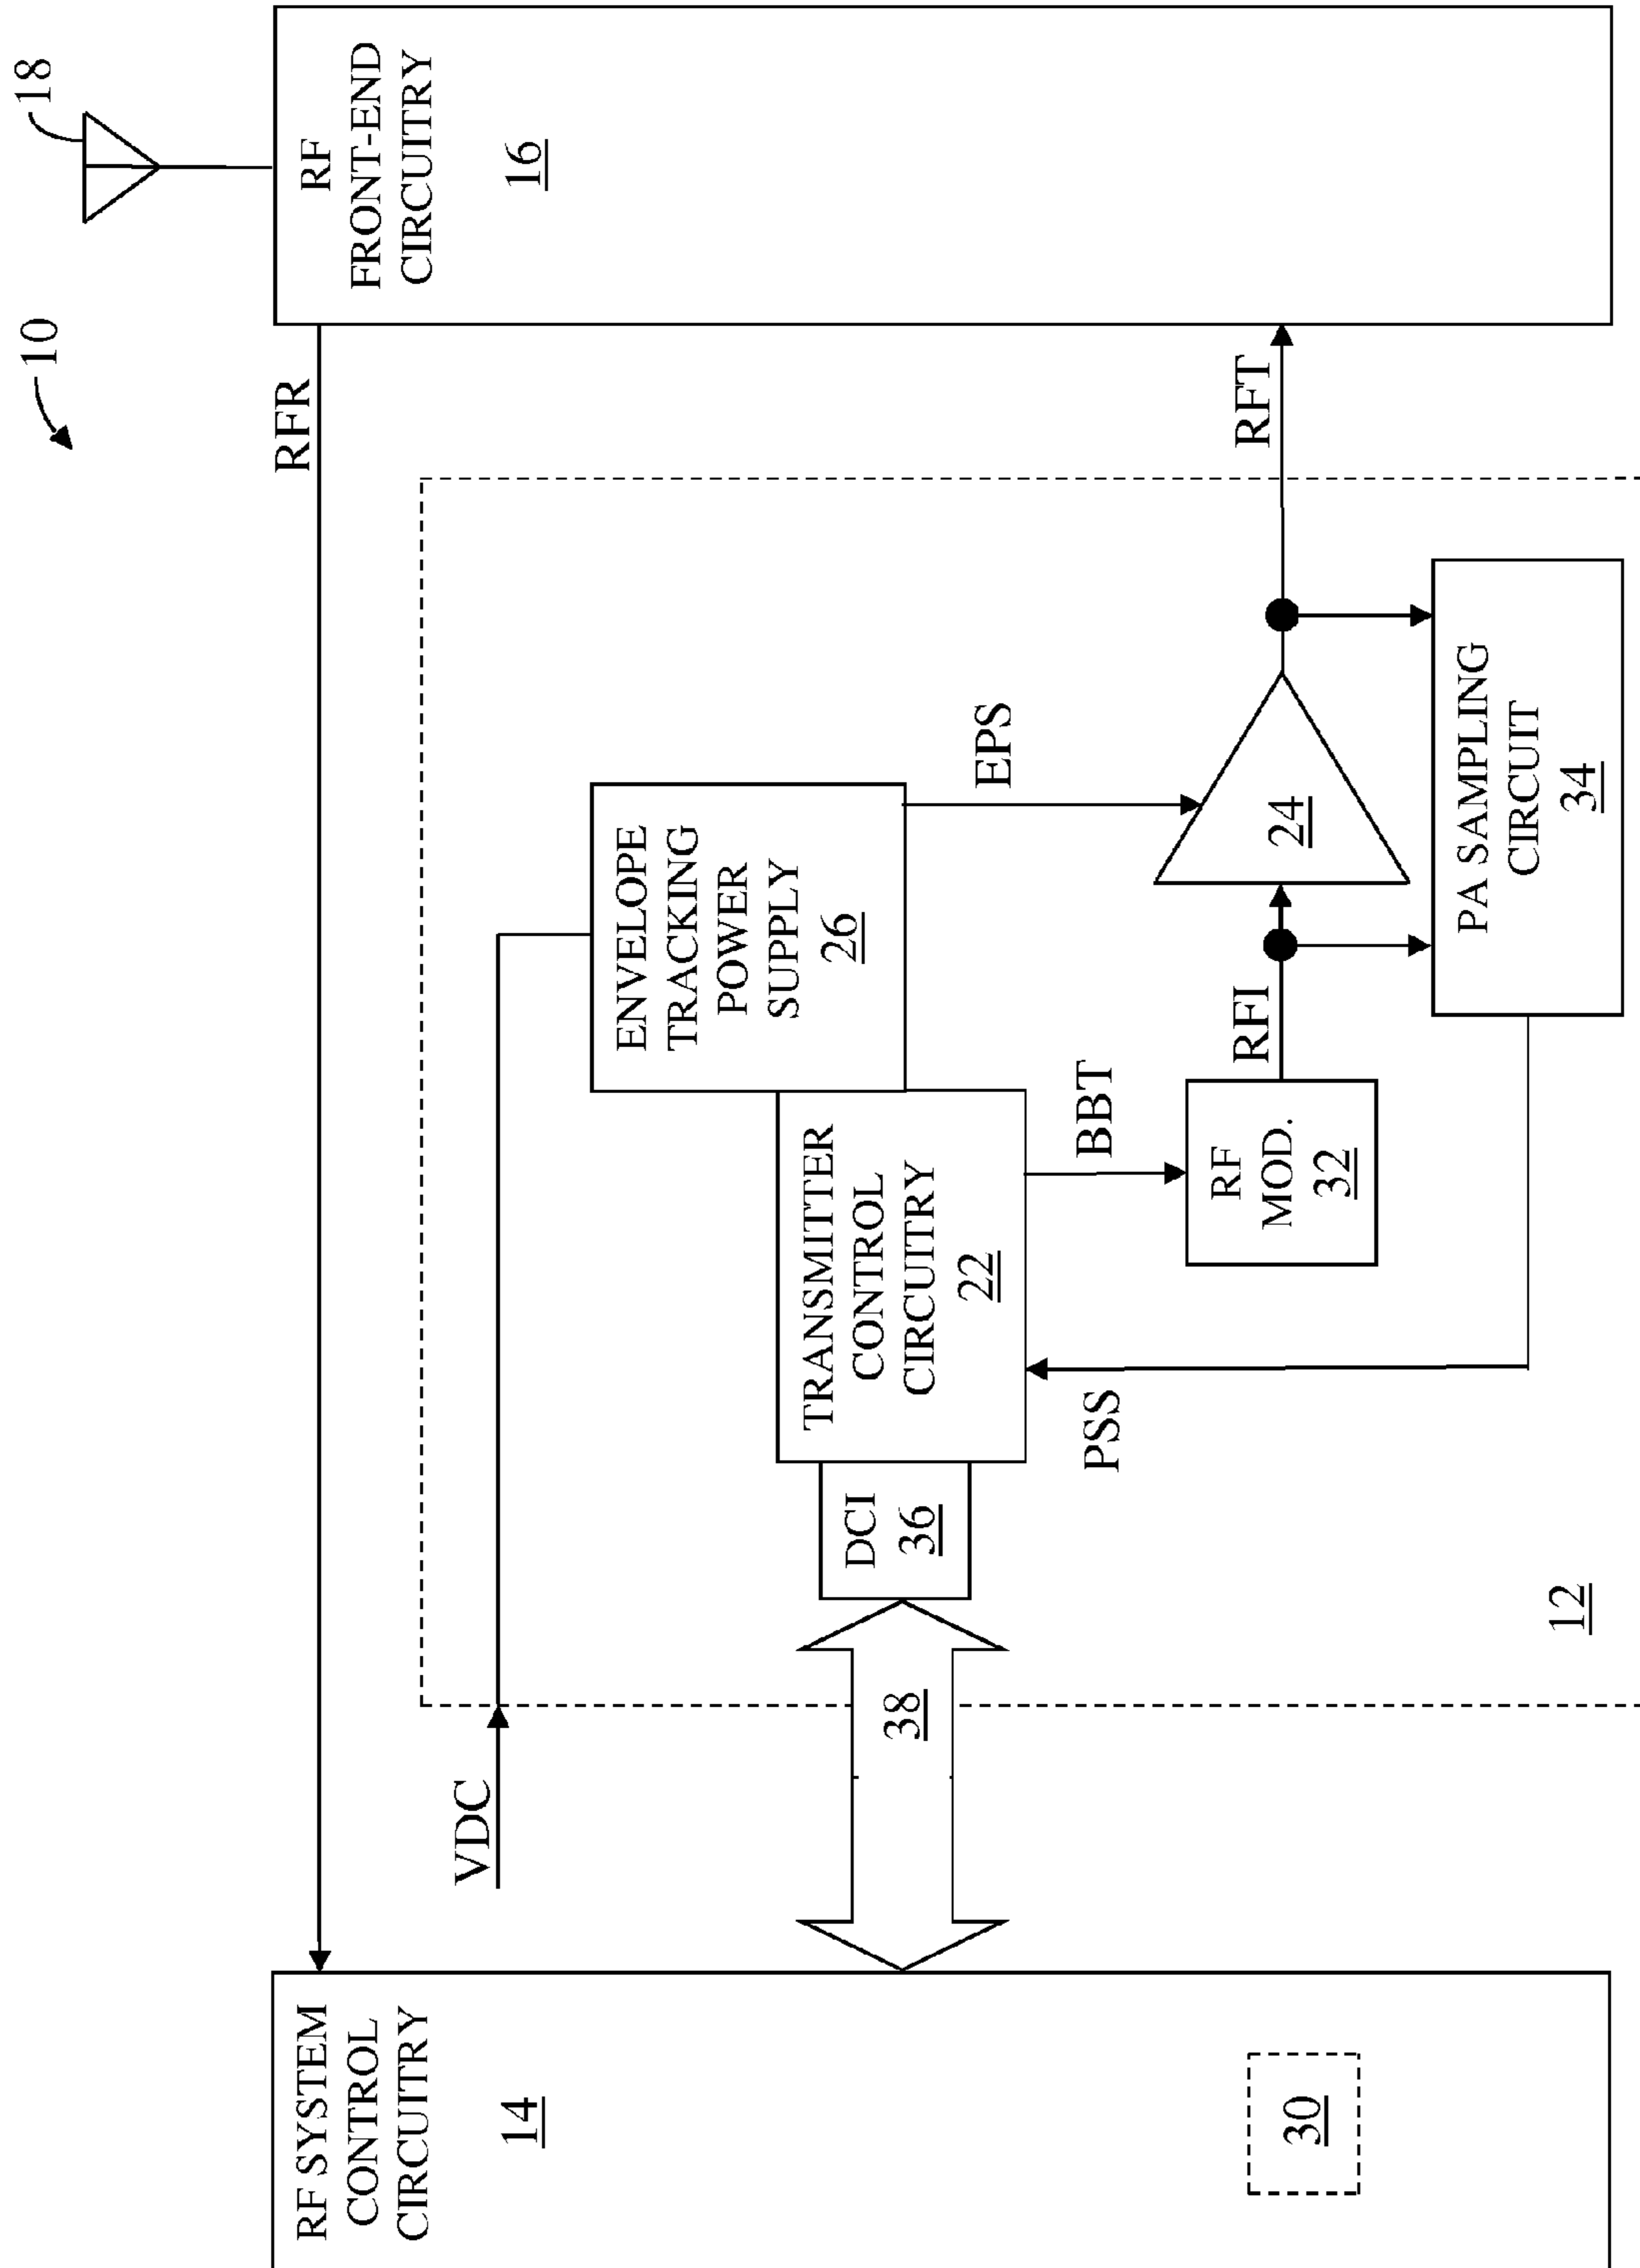 10
18
RFR
RF SYSTEM
CONTROL
CIRCUITRY
14
30
RF
FRONT-END
CIRCUITRY
16
VDC
38
DCI
36
TRANSMITTER
CONTROL
CIRCUITRY
22
ENVELOPE
TRACKING
POWER
SUPPLY
26
EPS
BBT
PSS
RF
MOD.
32
RFI
24
RFT
PA SAMPLING
CIRCUIT
34
12